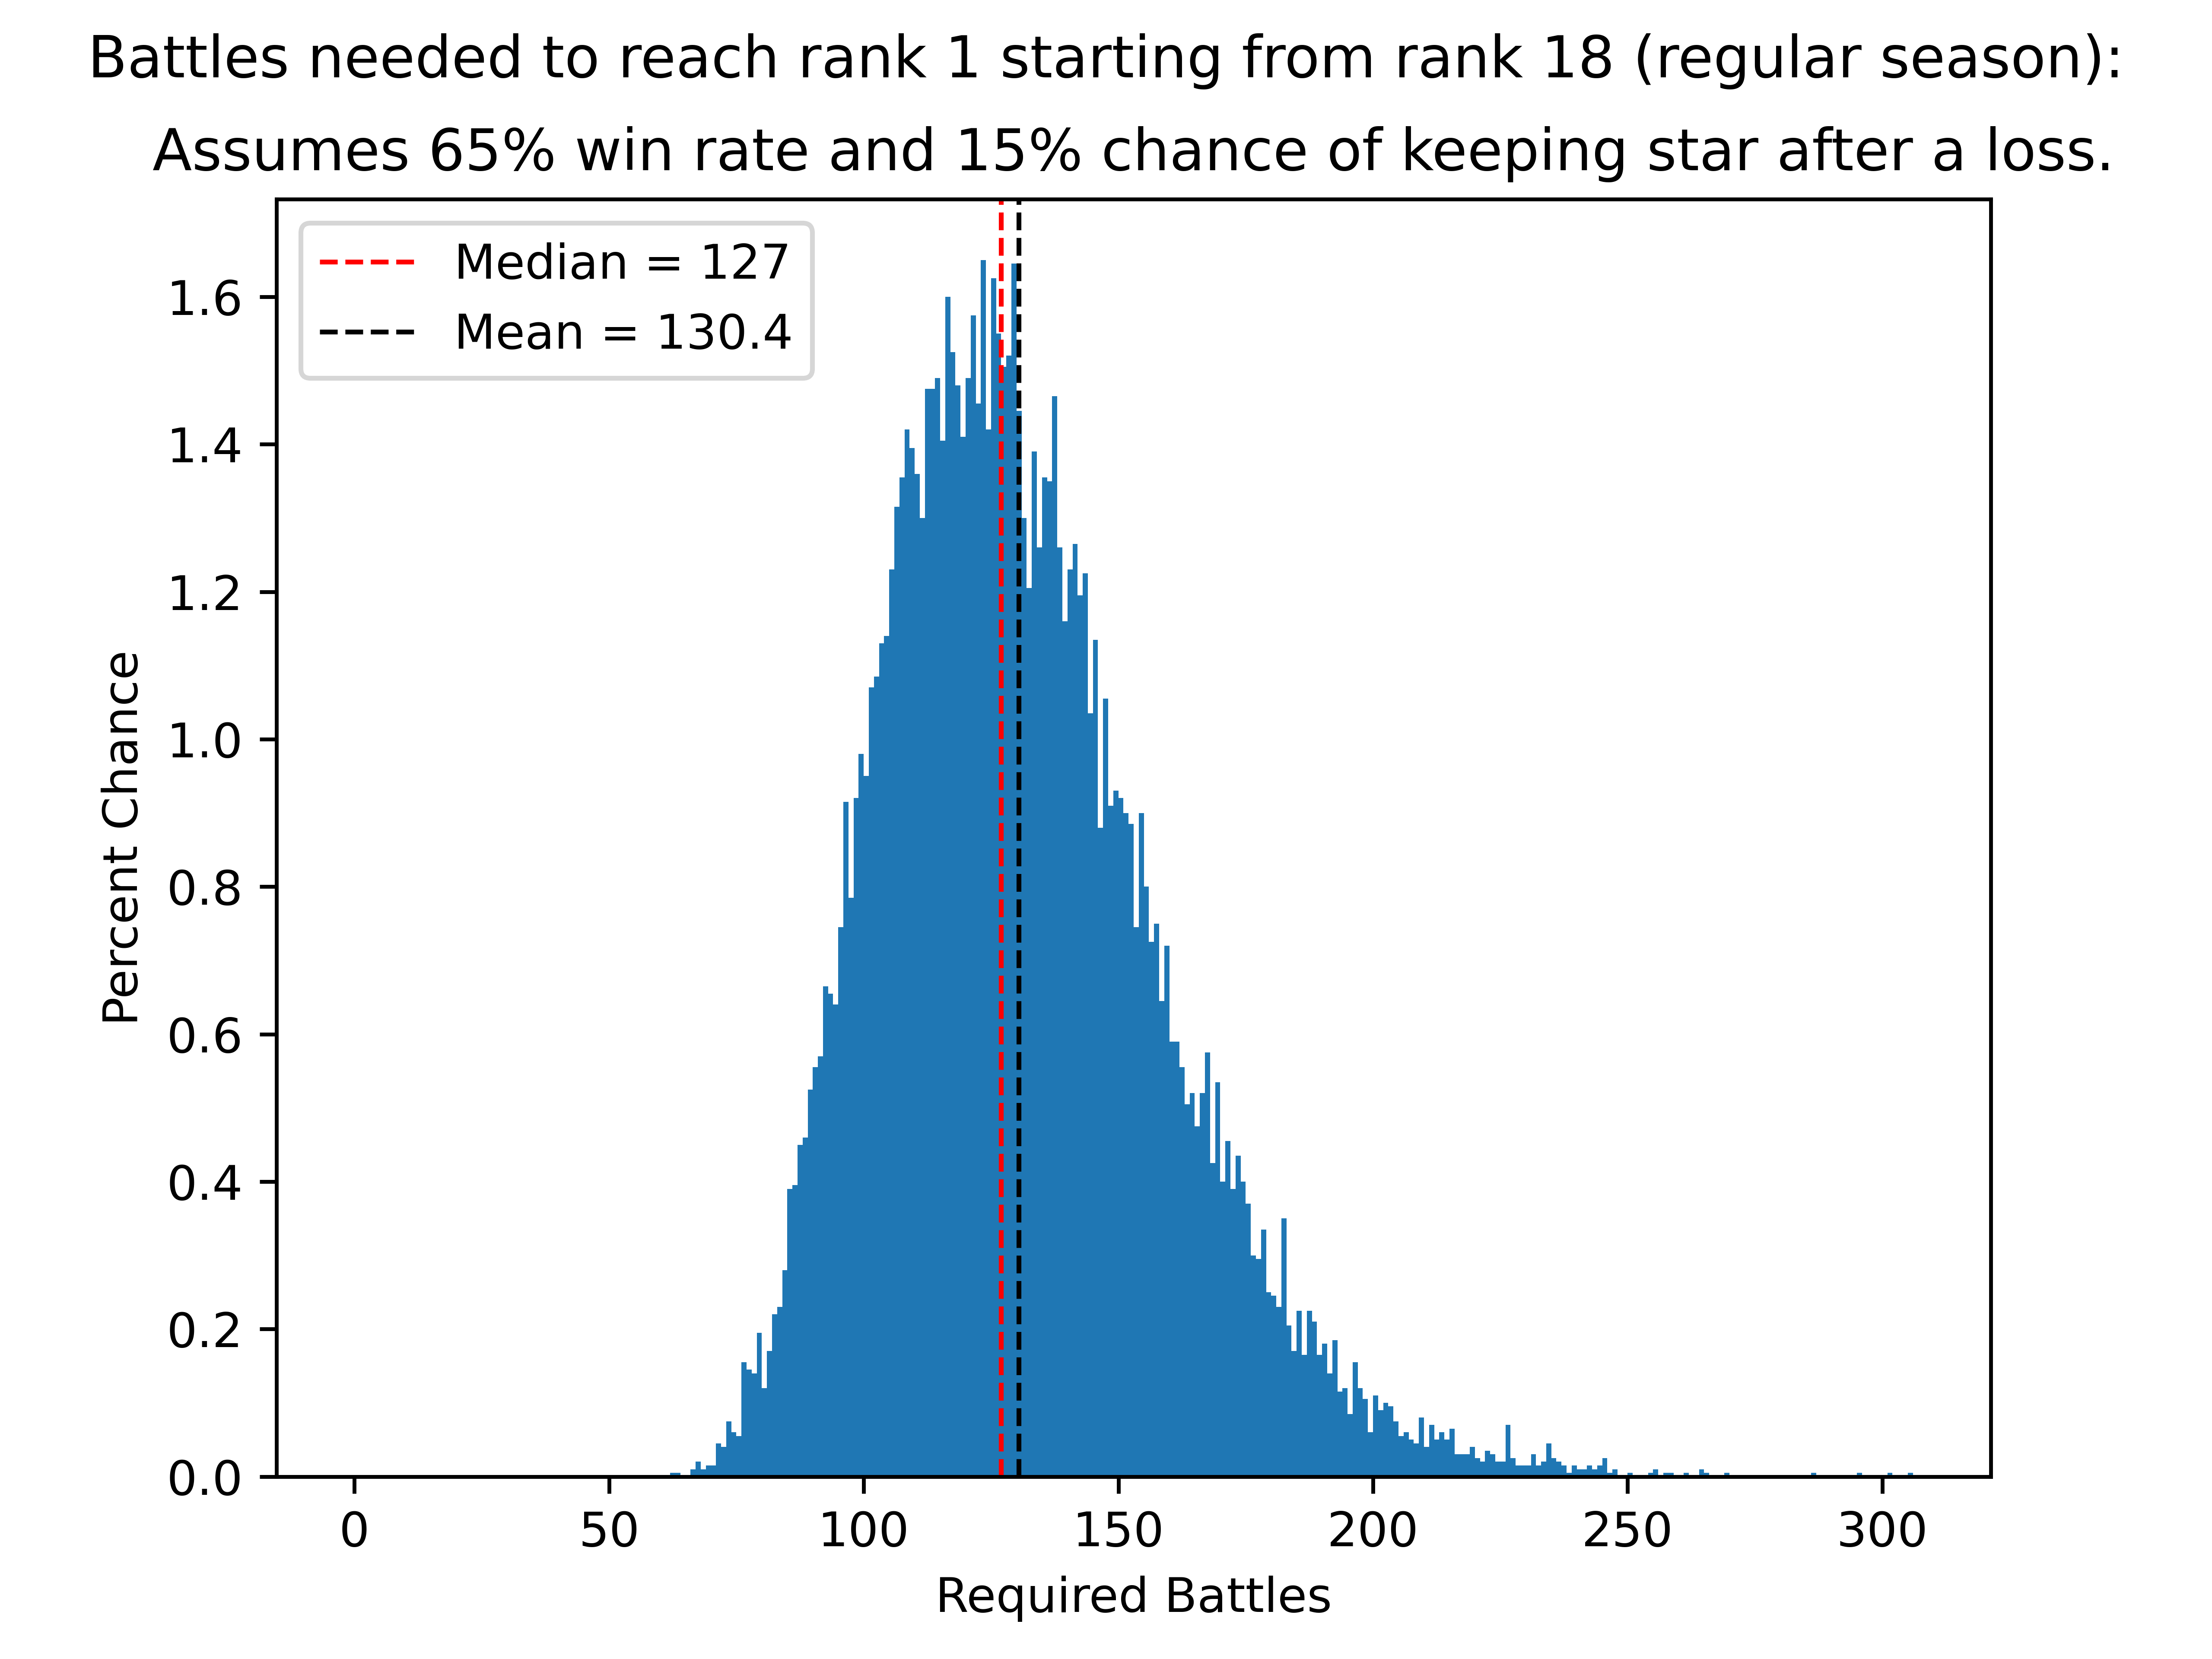 Battles needed to reach rank 1 starting from rank 18 (regular season):
Assumes 65% win rate and 15% chance of keeping star after a loss.
Median = 127
Mean = 130.4
1.6
1.4
1.2
1.0
0.8
0.6
0.4
0.2
0.0
Percent Chance
0 50 100 150 200 250 300
Required Battles